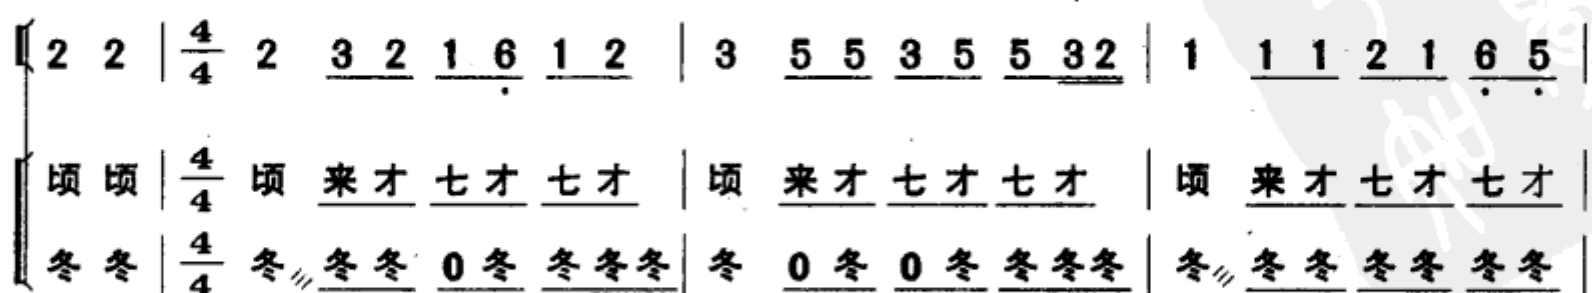 2 2 | 4/4 2 3 2 1 6 1 2 | 3 5 5 3 5 5 3 2 | 1 1 1 2 1 6 5 |
顷 顷 | 4/4 顷 来 才 七 才 七 才 | 顷 来 才 七 才 七 才 | 顷 来 才 七 才 七 才 |
冬 冬 | 4/4 冬 冬 冬 0 冬 冬 冬 冬 | 冬 0 冬 0 冬 冬 冬 冬 | 冬 冬 冬 冬 冬 冬 冬 |